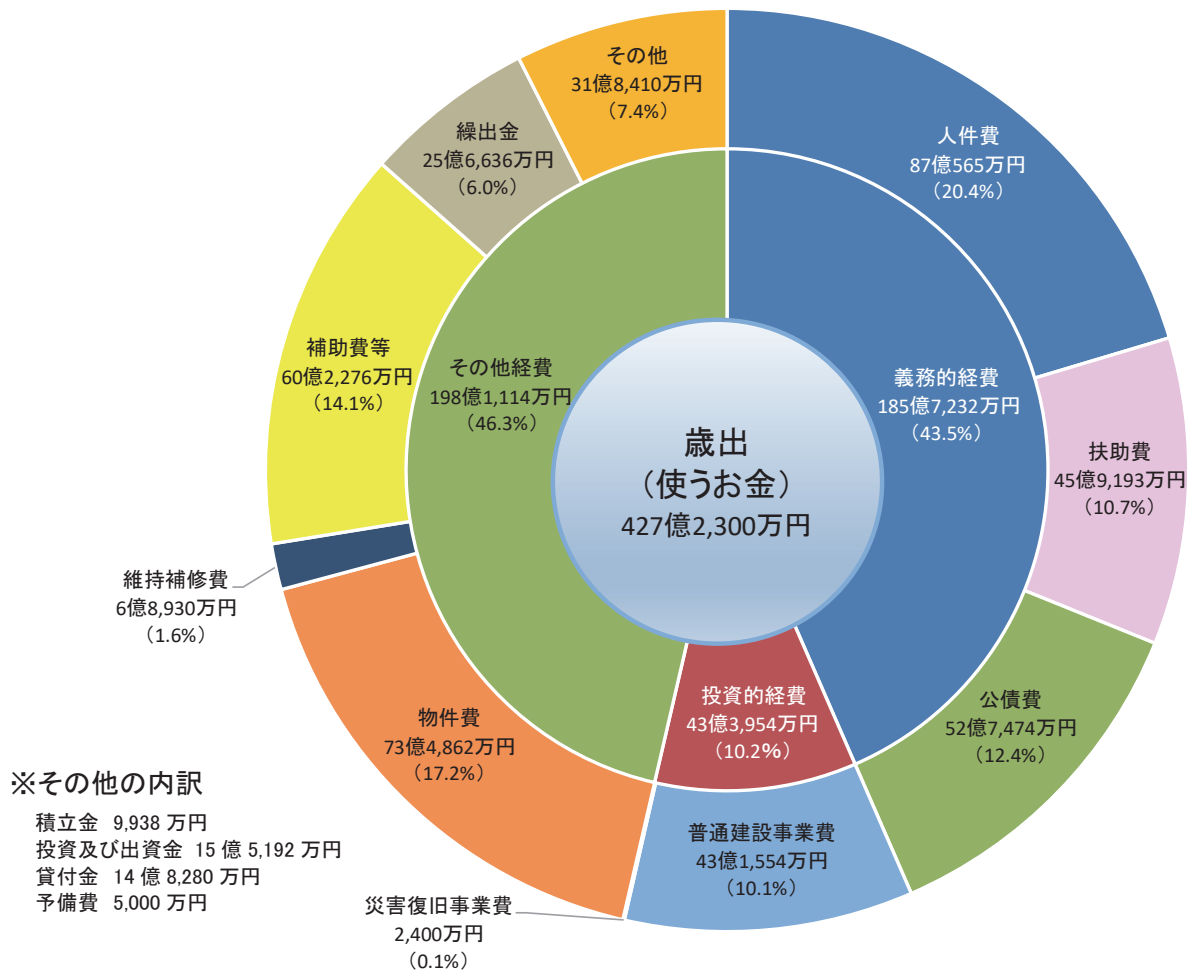 歳出
（使うお金）
427億2,300万円
義務的経費
185億7,232万円
（43.5%）
投資的経費
43億3,954万円
（10.2%）
その他経費
198億1,114万円
（46.3%）
人件費
87億565万円
（20.4%）
扶助費
45億9,193万円
（10.7%）
公債費
52億7,474万円
（12.4%）
普通建設事業費
43億1,554万円
（10.1%）
災害復旧事業費
2,400万円
（0.1%）
物件費
73億4,862万円
（17.2%）
維持補修費
6億8,930万円
（1.6%）
補助費等
60億2,276万円
（14.1%）
繰出金
25億6,636万円
（6.0%）
その他
31億8,410万円
（7.4%）
※その他の内訳
積立金 9,938 万円
投資及び出資金 15 億 5,192 万円
貸付金 14 億 8,280 万円
予備費 5,000 万円